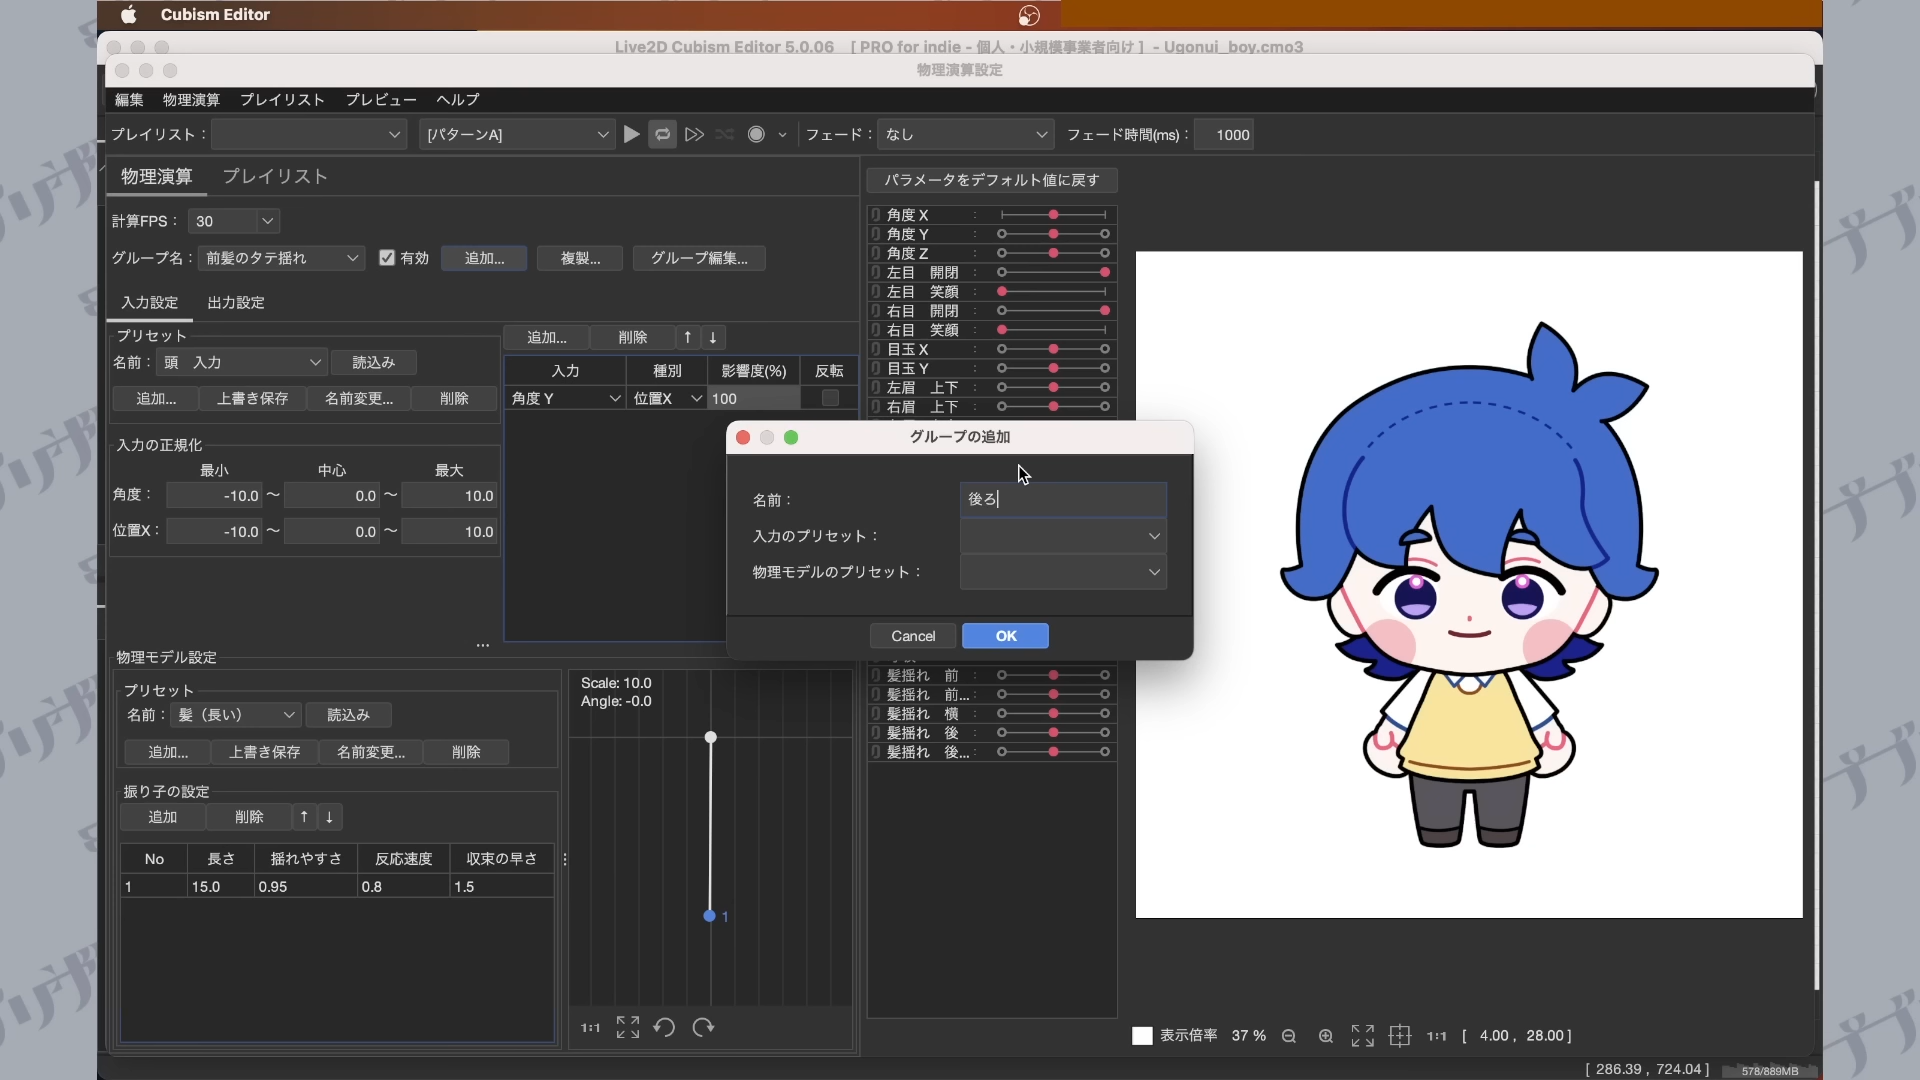 Cubism Editor
Live2D Cubism Editor 5.0.06 [ PRO for indie - 個人・小規模事業者向け ] - Ugonui_boy.cmo3
物理演算設定
編集 物理演算 プレイリスト プレビュー ヘルプ
プレイリスト： [パターンA] フェード： なし フェード時間(ms)： 1000
物理演算 プレイリスト
計算FPS： 30
グループ名： 前髪のタテ揺れ 有効 追加... 複製... グループ編集...
入力設定 出力設定
プリセット
名前： 頭 入力 読込み
追加... 上書き保存 名前変更... 削除
入力の正規化
最小 中心 最大
角度： -10.0 〜 0.0 〜 10.0
位置X： -10.0 〜 0.0 〜 10.0
追加... 削除 ↑ ↓
入力 種別 影響度(%) 反転
角度 Y 位置X 100
パラメータをデフォルト値に戻す
角度 X :
角度 Y :
角度 Z :
左目 開閉 :
左目 笑顔 :
右目 開閉 :
右目 笑顔 :
目玉 X :
目玉 Y :
左眉 上下 :
右眉 上下 :
グループの追加
名前： 後ろ
入力のプリセット：
物理モデルのプリセット：
Cancel OK
髪揺れ 前 :
髪揺れ 前... :
髪揺れ 横 :
髪揺れ 後 :
髪揺れ 後... :
物理モデル設定
プリセット
名前： 髪（長い） 読込み
追加... 上書き保存 名前変更... 削除
振り子の設定
追加 削除 ↑ ↓
No 長さ 揺れやすさ 反応速度 収束の早さ
1 15.0 0.95 0.8 1.5
Scale: 10.0
Angle: -0.0
1
1:1
表示倍率 37 % 1:1 [ 4.00 , 28.00 ]
[ 286.39 , 724.04 ] 578/889MB